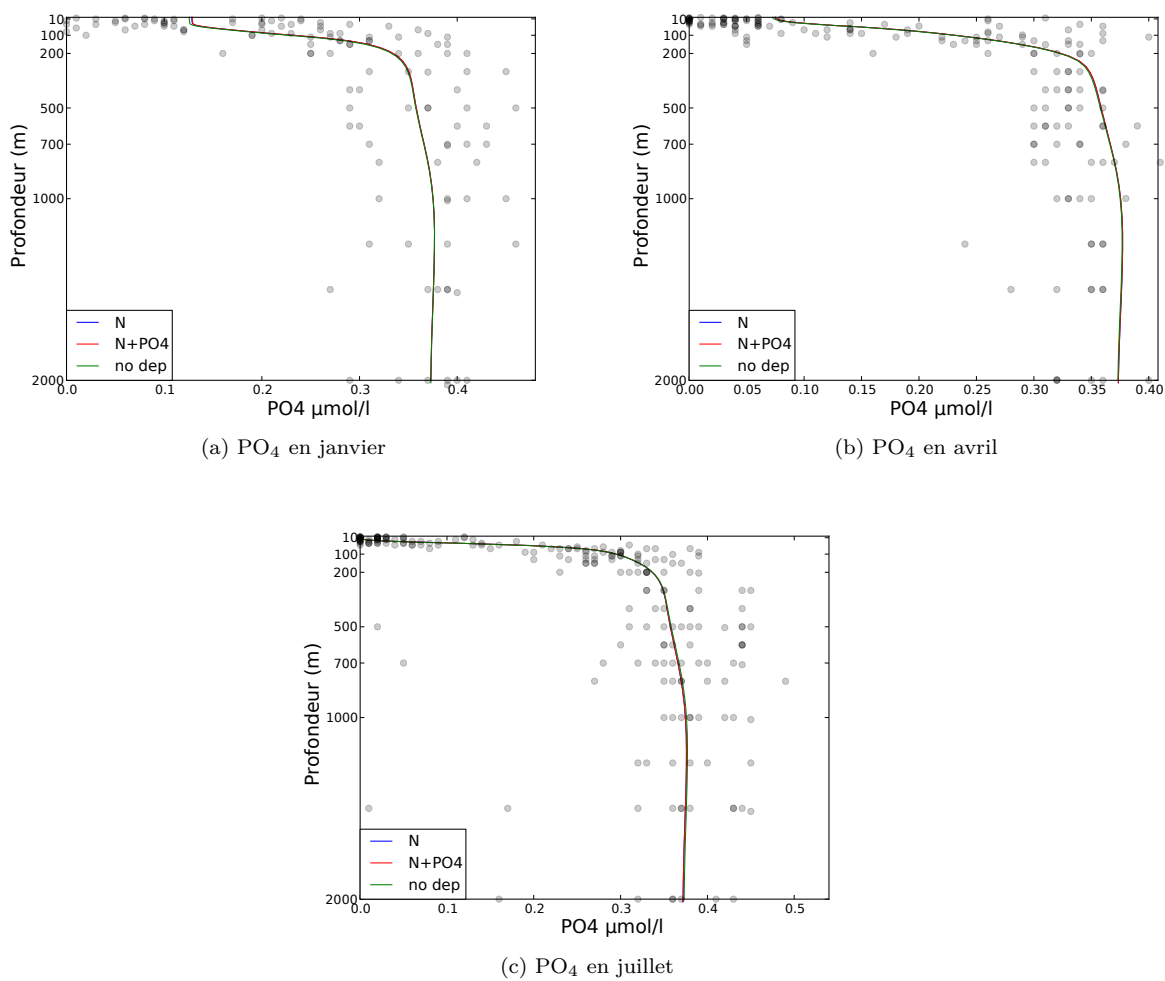 10
100
200
500
700
1000
2000
Profondeur (m)
N
N+PO4
no dep
0.0 0.1 0.2 0.3 0.4
PO4 µmol/l
(a) PO4 en janvier
10
100
200
500
700
1000
2000
Profondeur (m)
N
N+PO4
no dep
0.00 0.05 0.10 0.15 0.20 0.25 0.30 0.35 0.40
PO4 µmol/l
(b) PO4 en avril
10
100
200
500
700
1000
2000
Profondeur (m)
N
N+PO4
no dep
0.0 0.1 0.2 0.3 0.4 0.5
PO4 µmol/l
(c) PO4 en juillet